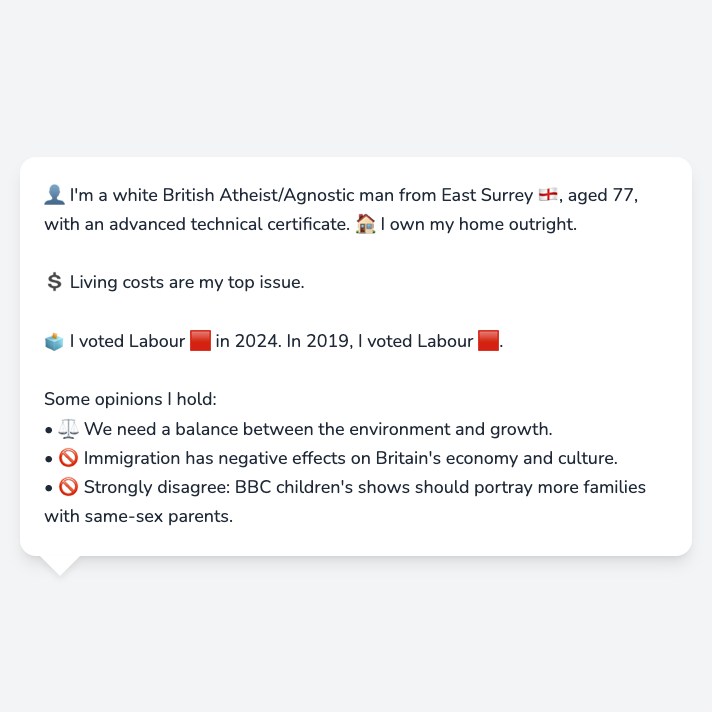 👤 I'm a white British Atheist/Agnostic man from East Surrey 🏴󠁧󠁢󠁥󠁮󠁧󠁿, aged 77,
with an advanced technical certificate. 🏠 I own my home outright.
💲 Living costs are my top issue.
🗳️ I voted Labour 🟥 in 2024. In 2019, I voted Labour 🟥.
Some opinions I hold:
• ⚖️ We need a balance between the environment and growth.
• 🚫 Immigration has negative effects on Britain's economy and culture.
• 🚫 Strongly disagree: BBC children's shows should portray more families
with same-sex parents.